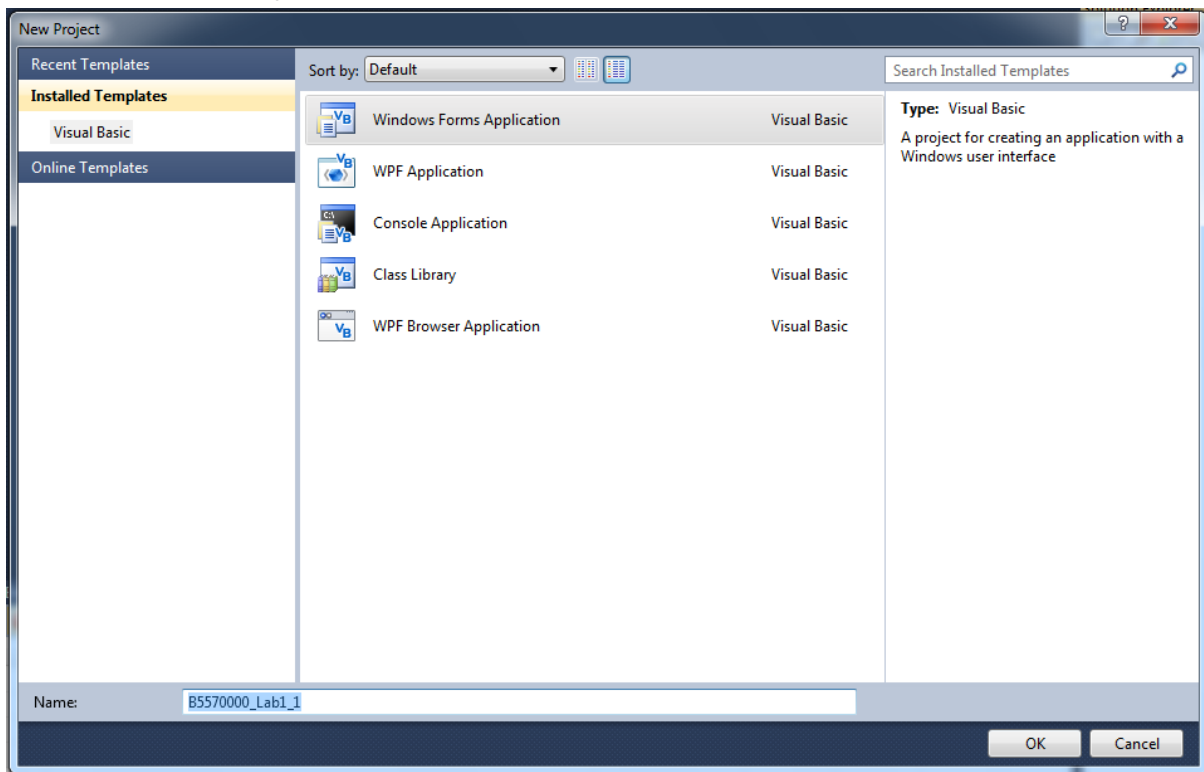 New Project
Recent Templates
Installed Templates
Visual Basic
Online Templates
Sort by: Default
Search Installed Templates
Windows Forms Application Visual Basic
WPF Application Visual Basic
Console Application Visual Basic
Class Library Visual Basic
WPF Browser Application Visual Basic
Type: Visual Basic
A project for creating an application with a
Windows user interface
Name: B5570000_Lab1_1
OK Cancel